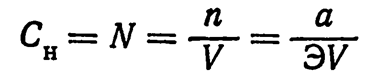 Cн = N = n/V = a/ЭV